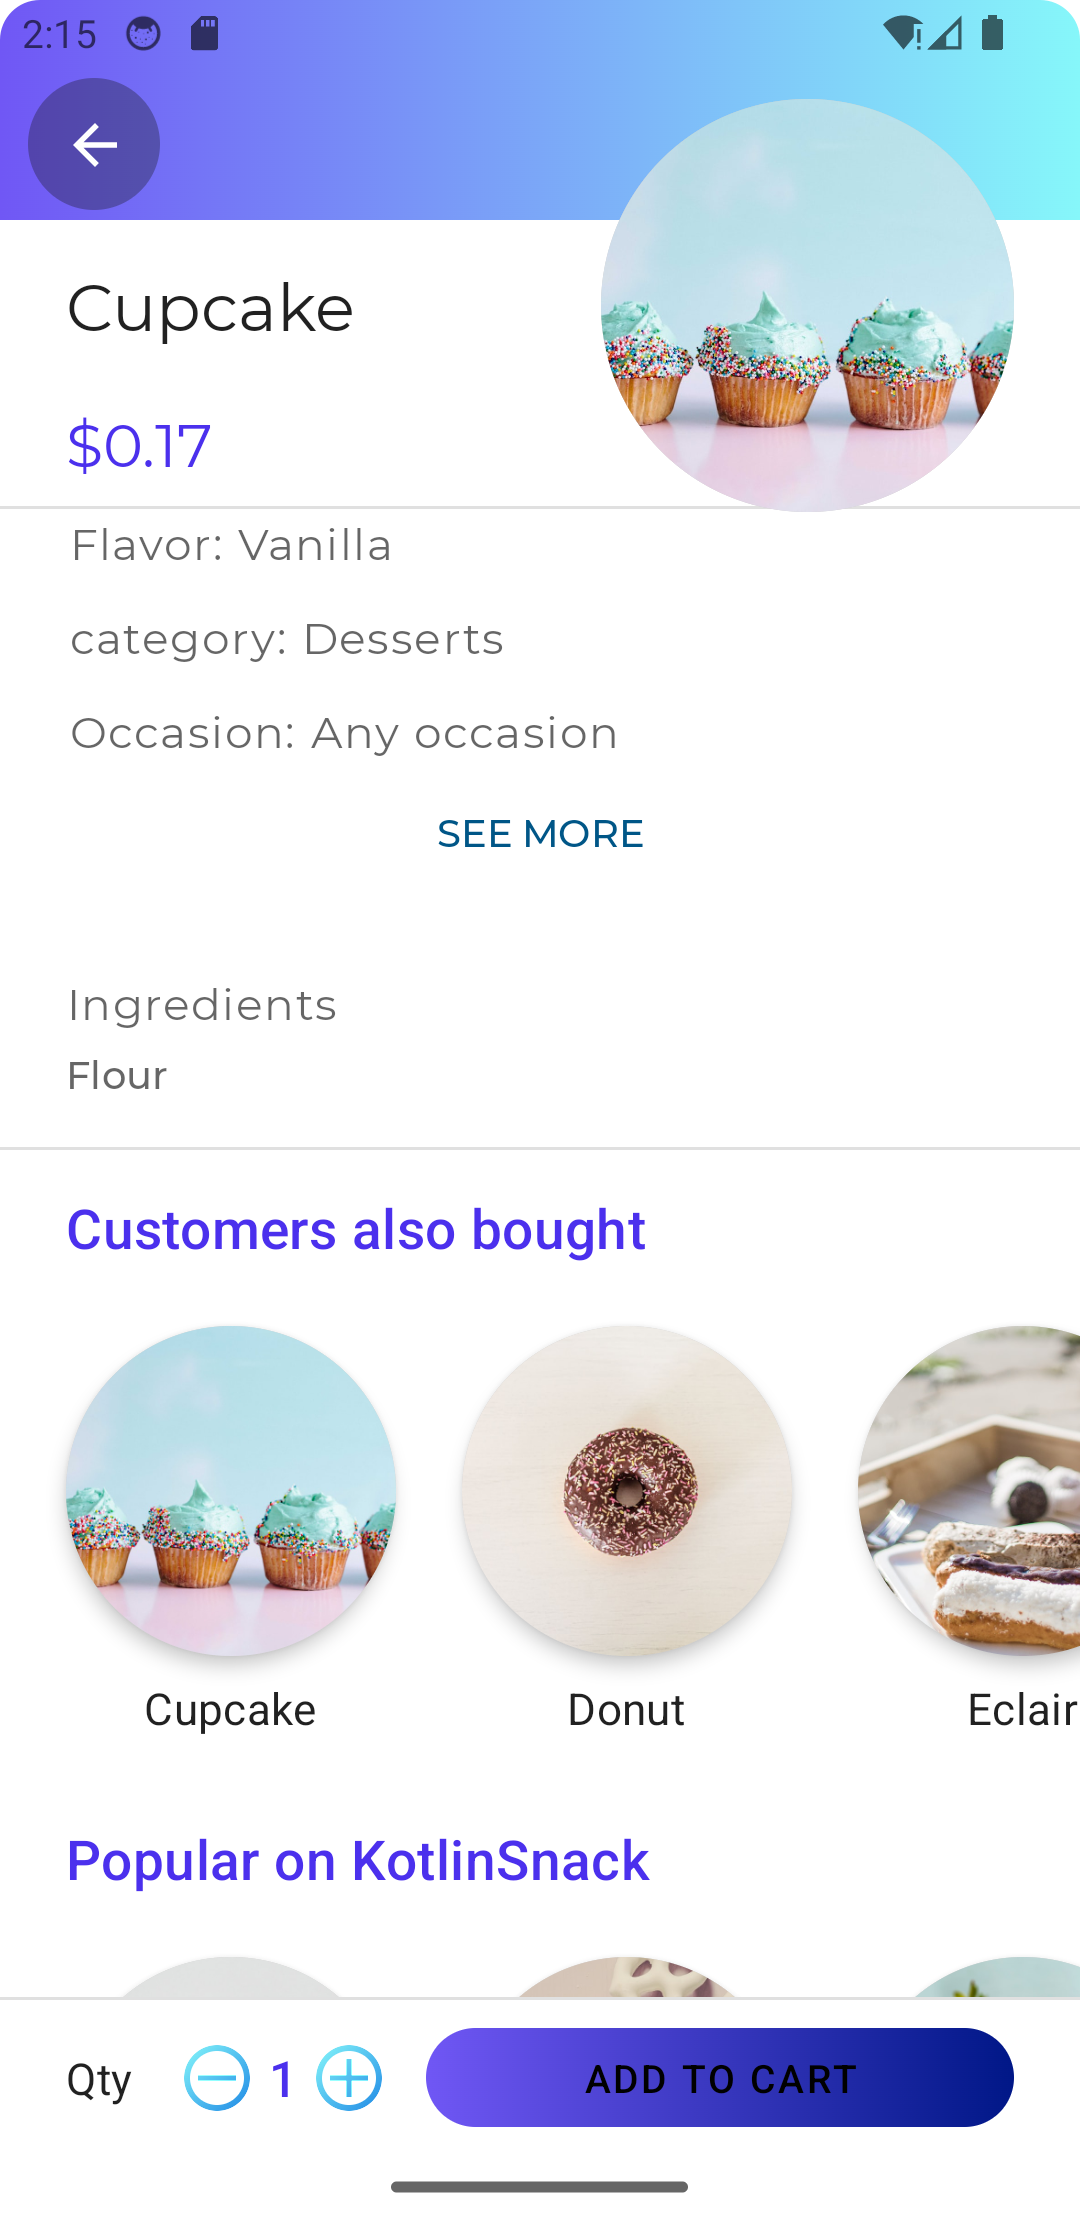 2:15
Cupcake
$0.17
Flavor: Vanilla
category: Desserts
Occasion: Any occasion
SEE MORE
Ingredients
Flour
Customers also bought
Cupcake
Donut
Eclair
Popular on KotlinSnack
Qty
1
ADD TO CART